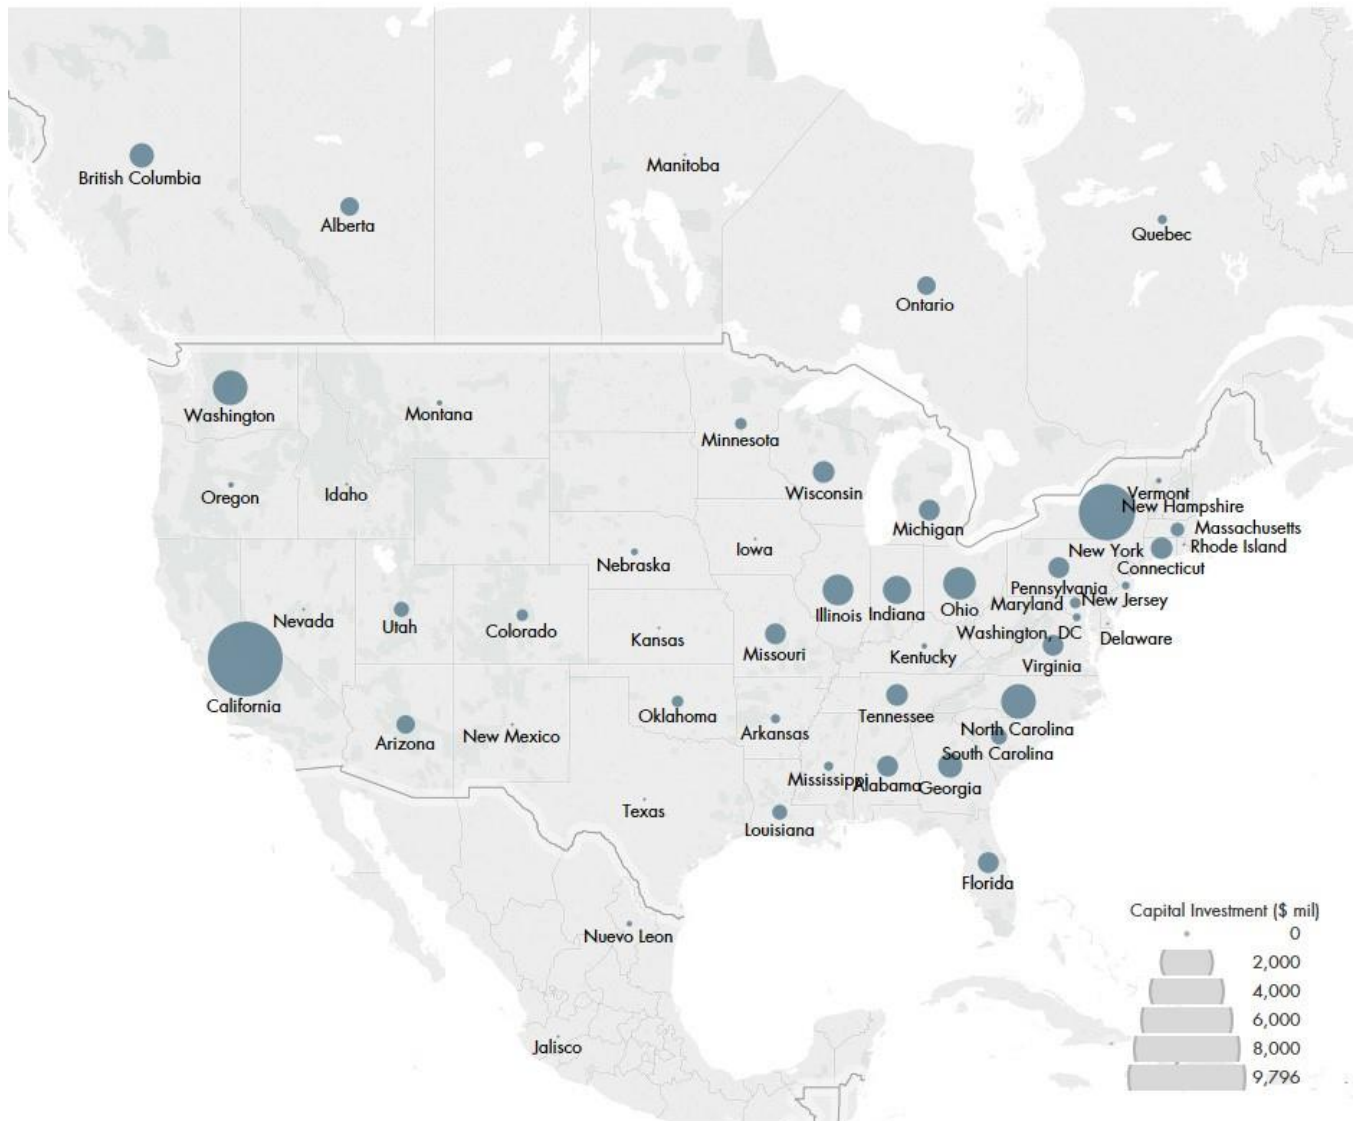 Manitoba
British Columbia
Alberta
Quebec
Ontario
Washington
Montana
Minnesota
Oregon
Idaho
Wisconsin
Vermont
New Hampshire
Michigan
Massachusetts
Iowa
New York
Rhode Island
Nebraska
Connecticut
Pennsylvania
Maryland
New Jersey
Illinois
Indiana
Ohio
Nevada
Utah
Colorado
Kansas
Washington, DC
Delaware
Missouri
Kentucky
Virginia
California
Oklahoma
Tennessee
Arkansas
North Carolina
Arizona
New Mexico
South Carolina
Mississippi
Alabama
Georgia
Texas
Louisiana
Florida
Nuevo Leon
Jalisco
Capital Investment ($ mil)
0
2,000
4,000
6,000
8,000
9,796